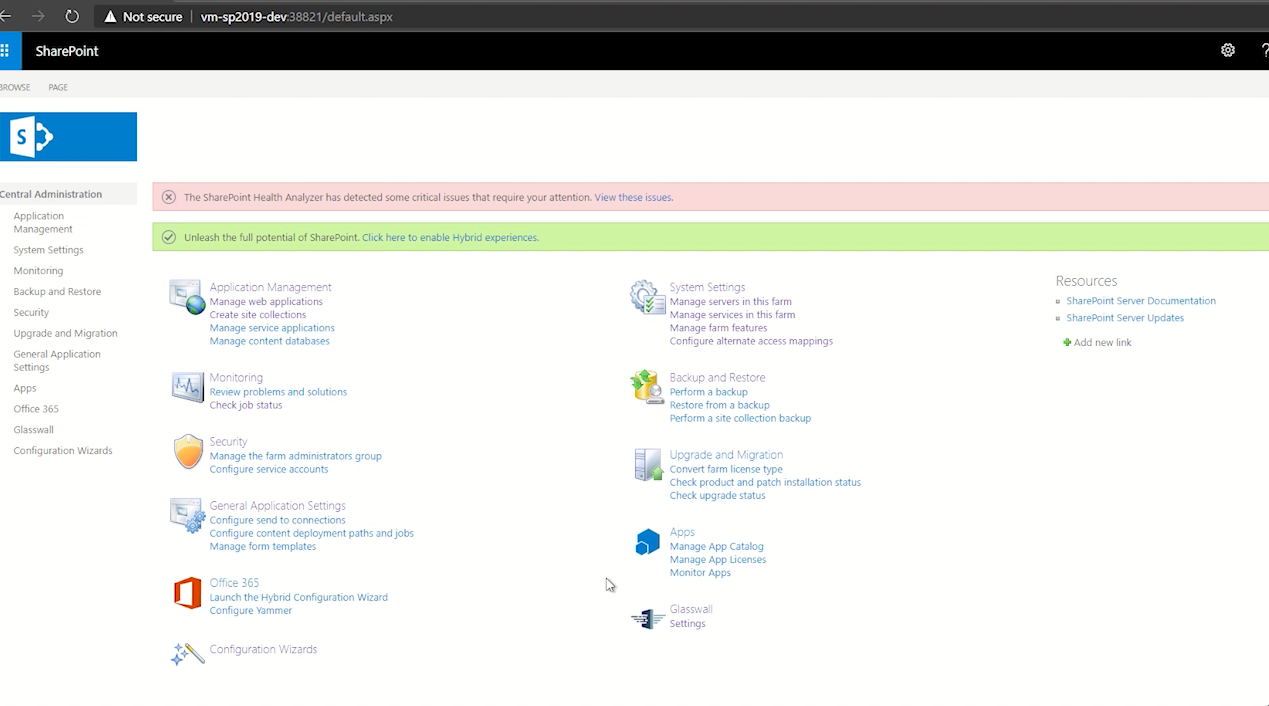 Not secure
vm-sp2019-dev:38821/default.aspx
SharePoint
?
BROWSE
PAGE
S
Central Administration
Application
Management
System Settings
Monitoring
Backup and Restore
Security
Upgrade and Migration
General Application
Settings
Apps
Office 365
Glasswall
Configuration Wizards
The SharePoint Health Analyzer has detected some critical issues that require your attention. View these issues.
Unleash the full potential of SharePoint. Click here to enable Hybrid experiences.
Application Management
Manage web applications
Create site collections
Manage service applications
Manage content databases
Monitoring
Review problems and solutions
Check job status
Security
Manage the farm administrators group
Configure service accounts
General Application Settings
Configure send to connections
Configure content deployment paths and jobs
Manage form templates
Office 365
Launch the Hybrid Configuration Wizard
Configure Yammer
Configuration Wizards
System Settings
Manage servers in this farm
Manage services in this farm
Manage farm features
Configure alternate access mappings
Backup and Restore
Perform a backup
Restore from a backup
Perform a site collection backup
Upgrade and Migration
Convert farm license type
Check product and patch installation status
Check upgrade status
Apps
Manage App Catalog
Manage App Licenses
Monitor Apps
Glasswall
Settings
Resources
SharePoint Server Documentation
SharePoint Server Updates
Add new link